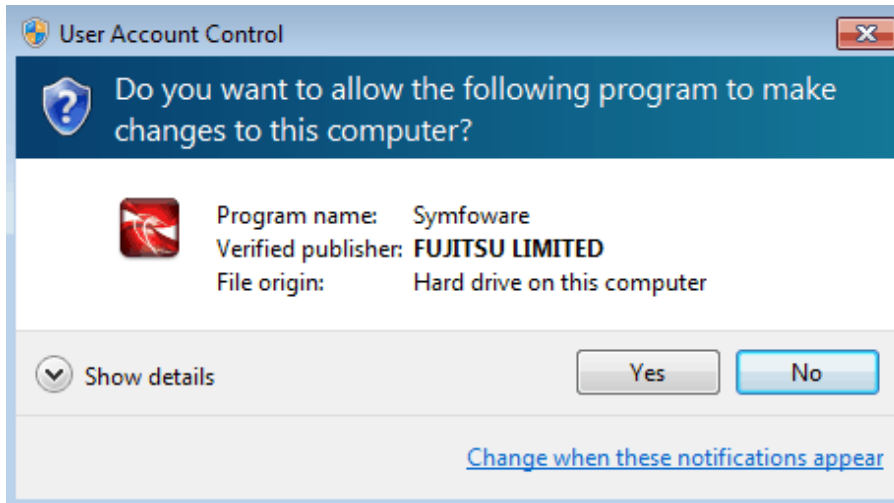 User Account Control
Do you want to allow the following program to make
changes to this computer?
Program name: Symfoware
Verified publisher: FUJITSU LIMITED
File origin: Hard drive on this computer
Show details
Yes
No
Change when these notifications appear